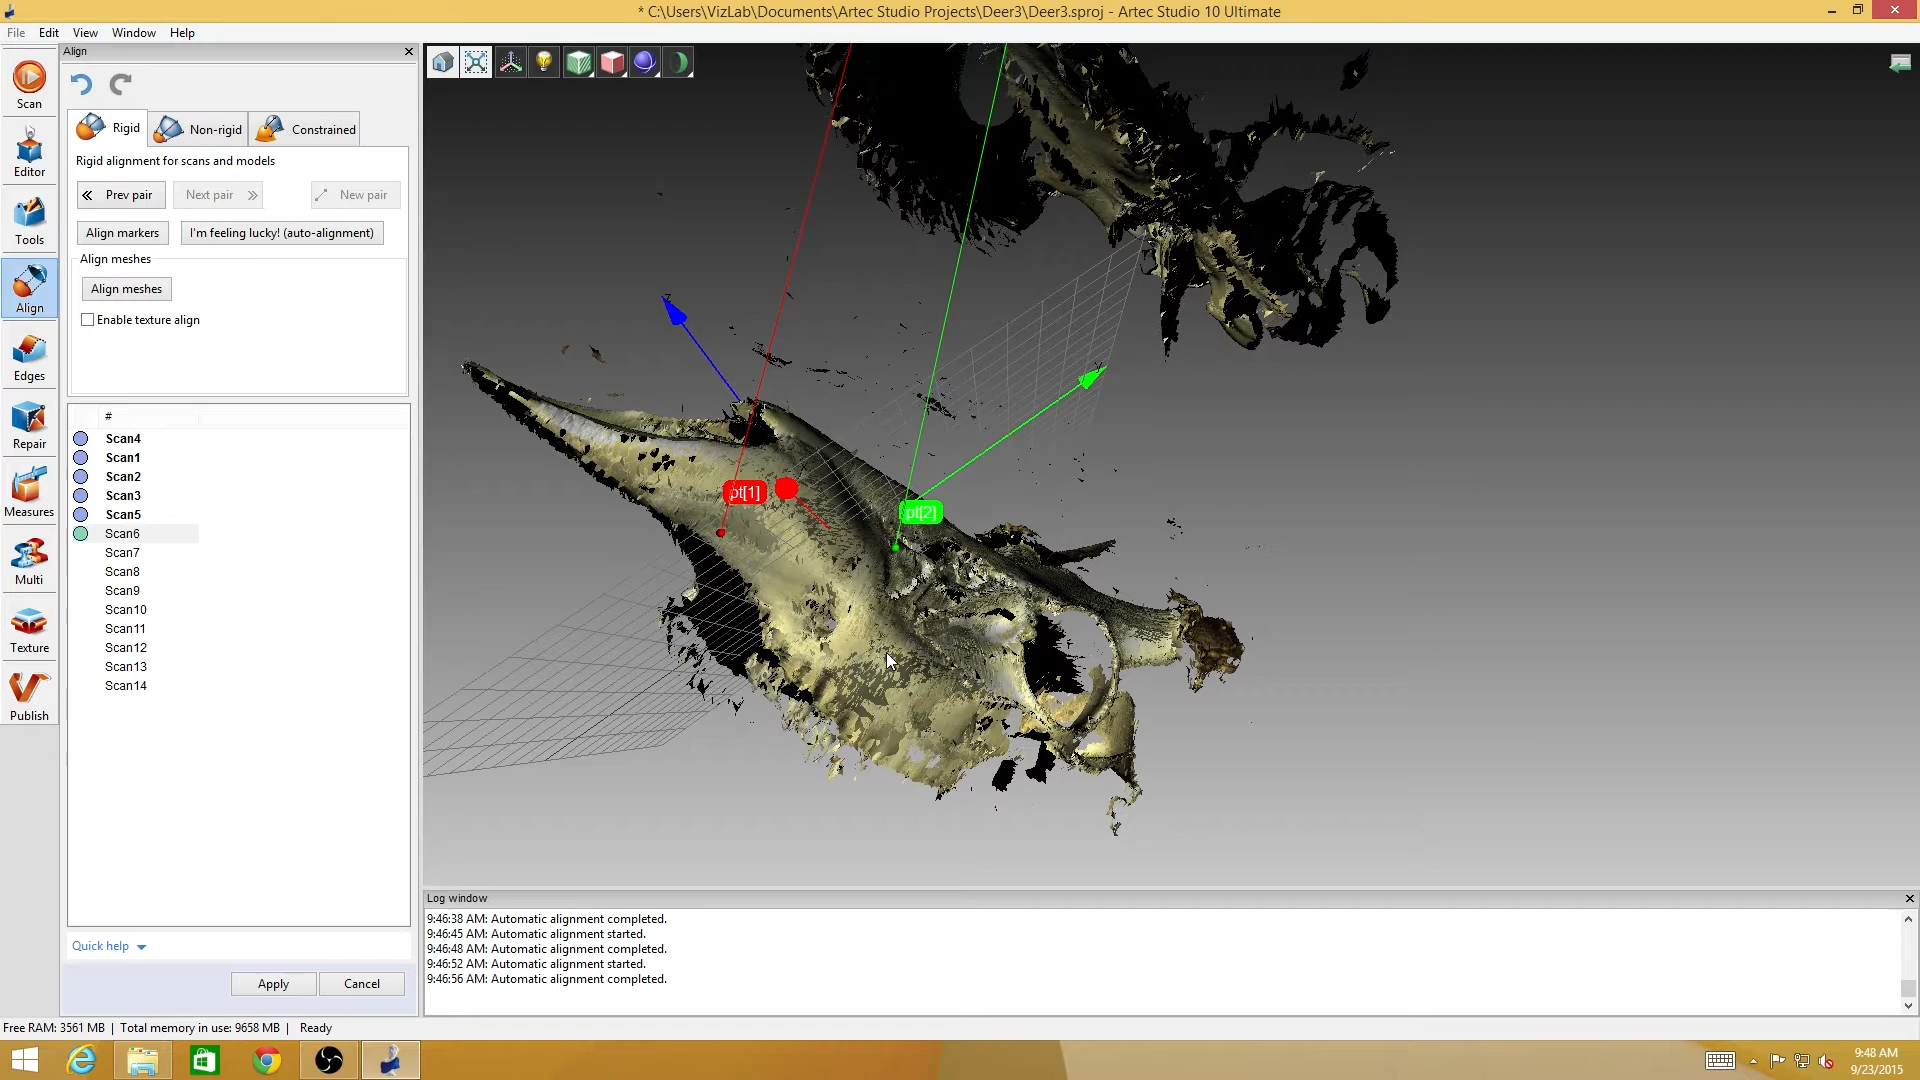 * C:\Users\VizLab\Documents\Artec Studio Projects\Deer3\Deer3.sproj - Artec Studio 10 Ultimate
File Edit View Window Help
Align
Scan
Editor
Tools
Align
Edges
Repair
Measures
Multi
Texture
Publish
Rigid Non-rigid Constrained
Rigid alignment for scans and models
Prev pair Next pair New pair
Align markers I'm feeling lucky! (auto-alignment)
Align meshes
Align meshes
Enable texture align
#
Scan4
Scan1
Scan2
Scan3
Scan5
Scan6
Scan7
Scan8
Scan9
Scan10
Scan11
Scan12
Scan13
Scan14
Quick help
Apply Cancel
Z
Y
pt[1]
pt[2]
Log window
9:46:38 AM: Automatic alignment completed.
9:46:45 AM: Automatic alignment started.
9:46:48 AM: Automatic alignment completed.
9:46:52 AM: Automatic alignment started.
9:46:56 AM: Automatic alignment completed.
Free RAM: 3561 MB | Total memory in use: 9658 MB | Ready
9:48 AM
9/23/2015